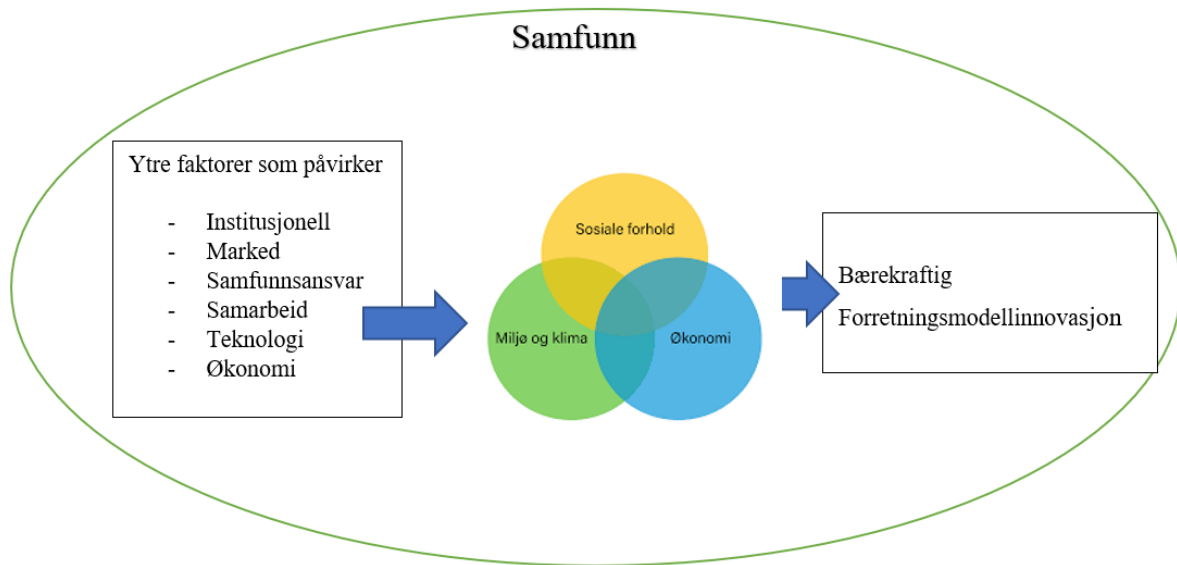 Samfunn
Ytre faktorer som påvirker
- Institusjonell
- Marked
- Samfunnsansvar
- Samarbeid
- Teknologi
- Økonomi
Sosiale forhold
Miljø og klima
Økonomi
Bærekraftig
Forretningsmodellinnovasjon